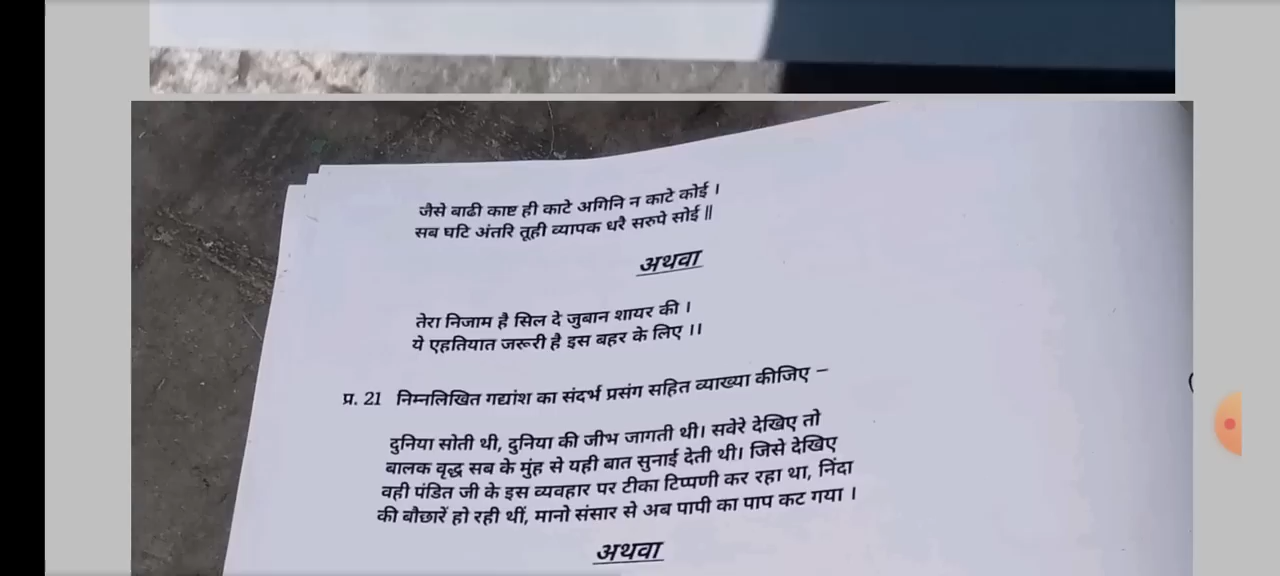 जैसे बाढी काष्ट ही काटे अगिनि न काटे कोई ।
सब घटि अंतरि तूही व्यापक धरै सरुपे सोई ||
अथवा
तेरा निजाम है सिल दे जुबान शायर की ।
ये एहतियात जरूरी है इस बहर के लिए ।।
प्र. 21 निम्नलिखित गद्यांश का संदर्भ प्रसंग सहित व्याख्या कीजिए –
दुनिया सोती थी, दुनिया की जीभ जागती थी। सवेरे देखिए तो
बालक वृद्ध सब के मुंह से यही बात सुनाई देती थी। जिसे देखिए
वही पंडित जी के इस व्यवहार पर टीका टिप्पणी कर रहा था, निंदा
की बौछारें हो रही थीं, मानो संसार से अब पापी का पाप कट गया ।
अथवा